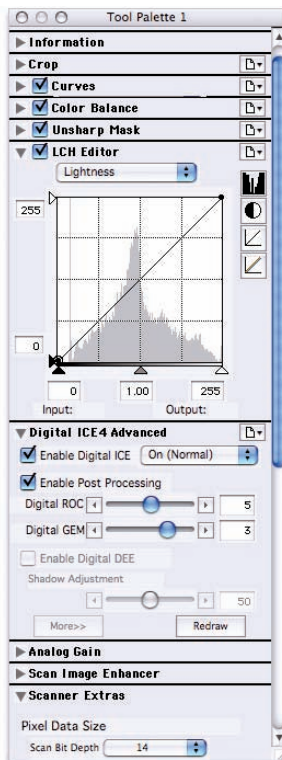 Tool Palette 1
Information
Crop
Curves
Color Balance
Unsharp Mask
LCH Editor
Lightness
255
0
0 1.00 255
Input: Output:
Digital ICE4 Advanced
Enable Digital ICE On (Normal)
Enable Post Processing
Digital ROC 5
Digital GEM 3
Enable Digital DEE
Shadow Adjustment
50
More>> Redraw
Analog Gain
Scan Image Enhancer
Scanner Extras
Pixel Data Size
Scan Bit Depth 14